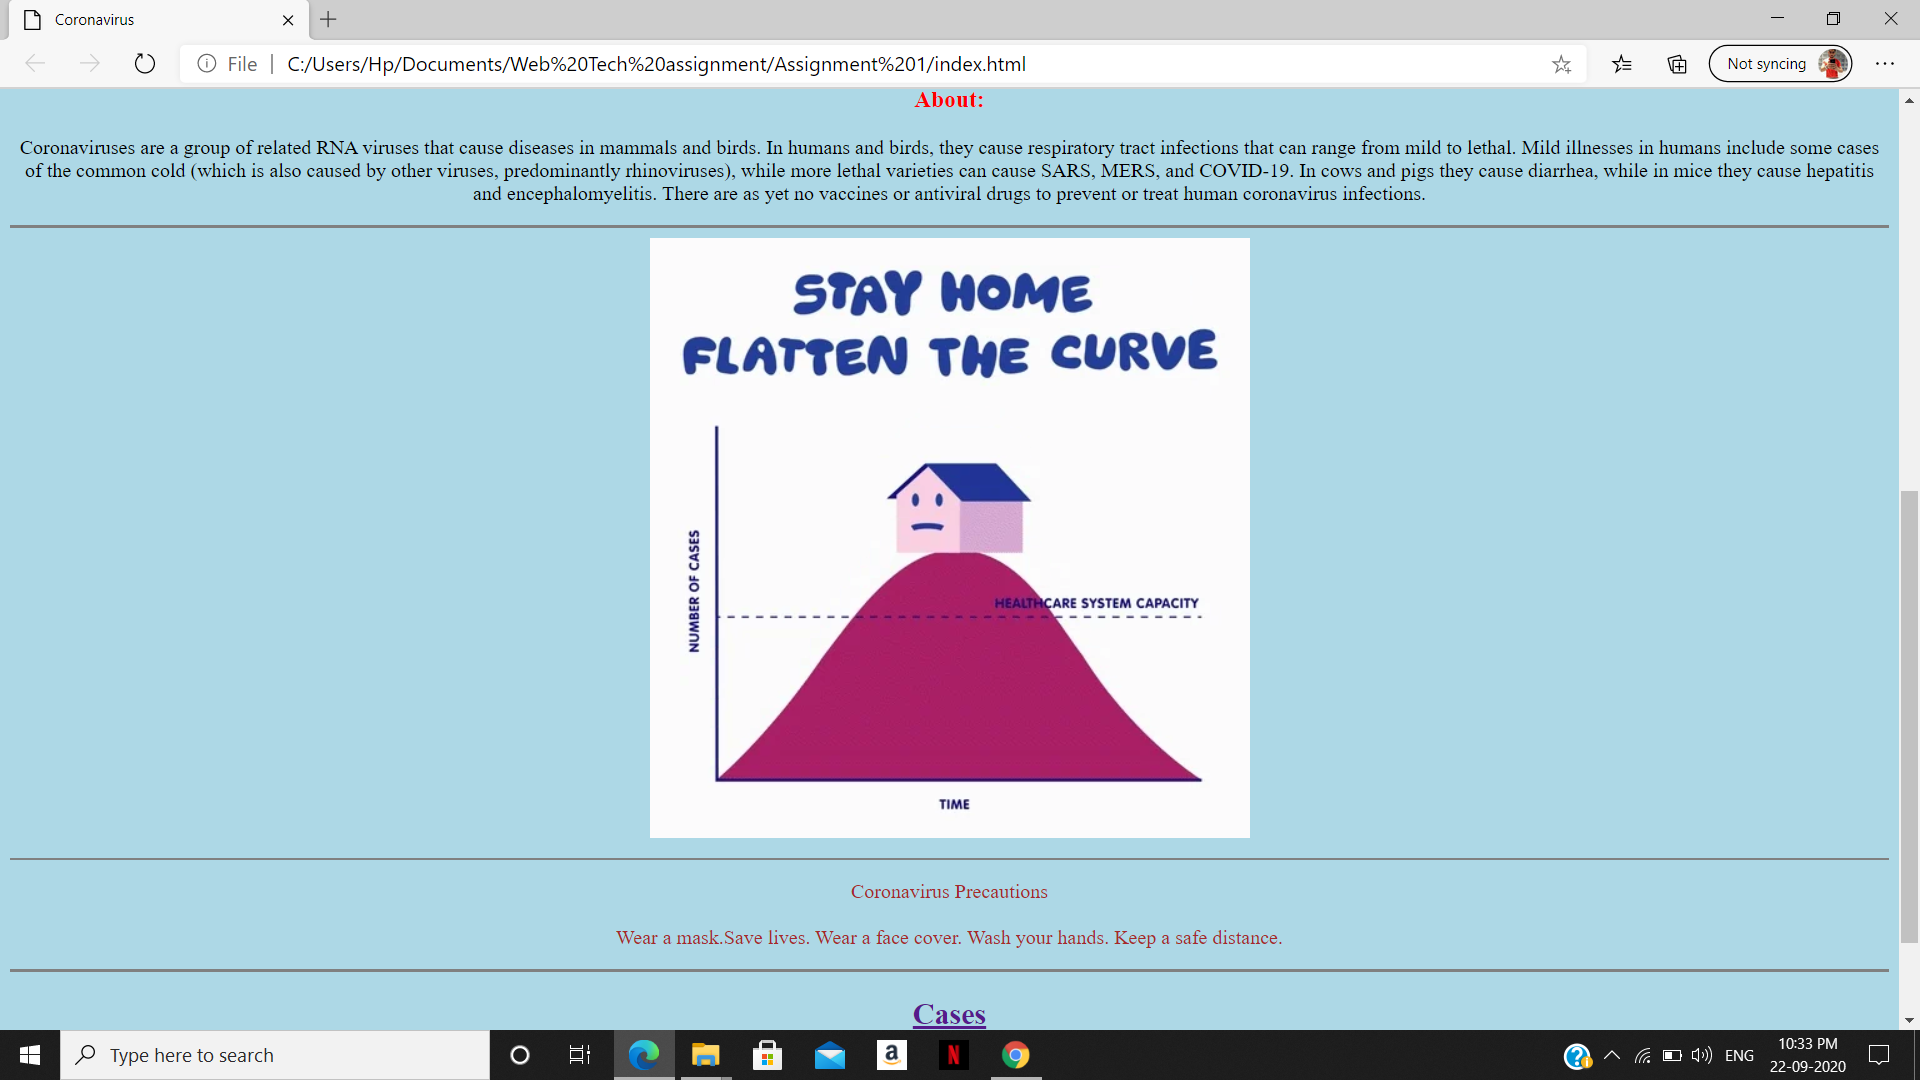 Coronavirus
File
C:/Users/Hp/Documents/Web%20Tech%20assignment/Assignment%201/index.html
Not syncing
About:
Coronaviruses are a group of related RNA viruses that cause diseases in mammals and birds. In humans and birds, they cause respiratory tract infections that can range from mild to lethal. Mild illnesses in humans include some cases
of the common cold (which is also caused by other viruses, predominantly rhinoviruses), while more lethal varieties can cause SARS, MERS, and COVID-19. In cows and pigs they cause diarrhea, while in mice they cause hepatitis
and encephalomyelitis. There are as yet no vaccines or antiviral drugs to prevent or treat human coronavirus infections.
STAY HOME
FLATTEN THE CURVE
NUMBER OF CASES
HEALTHCARE SYSTEM CAPACITY
TIME
Coronavirus Precautions
Wear a mask.Save lives. Wear a face cover. Wash your hands. Keep a safe distance.
Cases
Type here to search
a
N
ENG
10:33 PM
22-09-2020